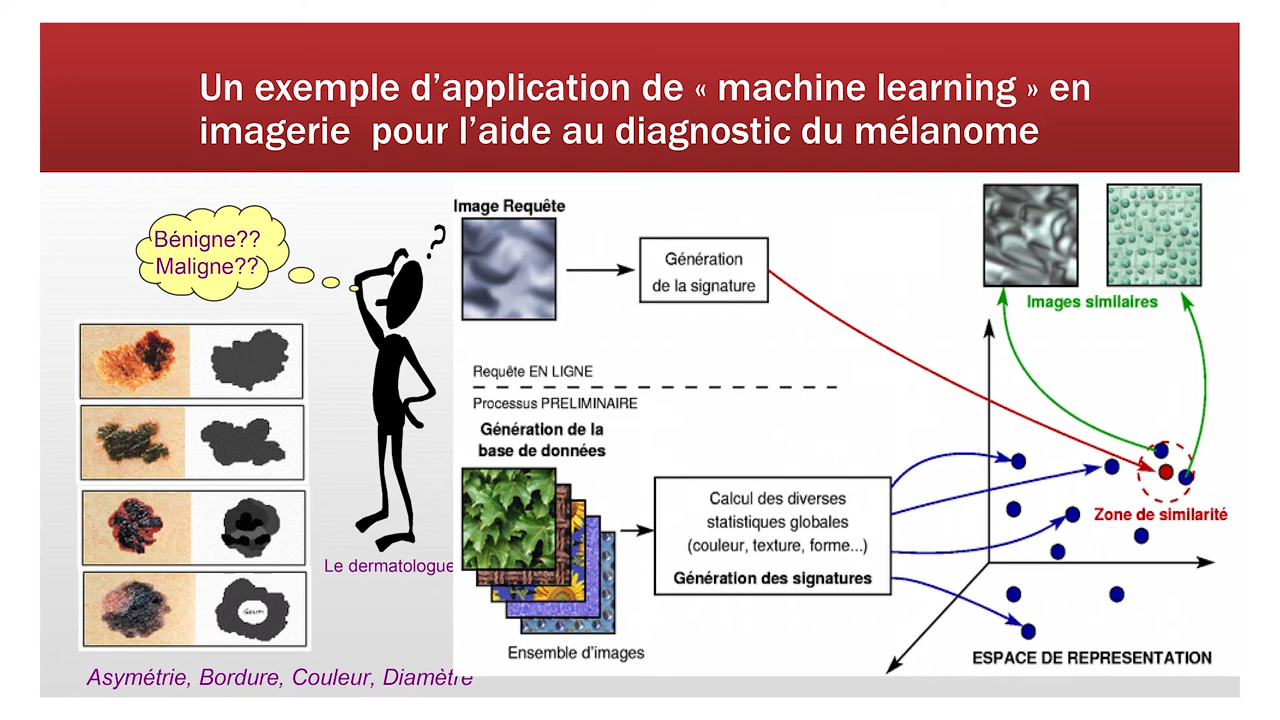 Un exemple d'application de « machine learning » en
imagerie pour l'aide au diagnostic du mélanome
Bénigne??
Maligne??
?
Le dermatologue
Asymétrie, Bordure, Couleur, Diamètre
Image Requête
Génération
de la signature
Requête EN LIGNE
Processus PRELIMINAIRE
Génération de la
base de données
Ensemble d'images
Calcul des diverses
statistiques globales
(couleur, texture, forme...)
Génération des signatures
Images similaires
Zone de similarité
ESPACE DE REPRESENTATION